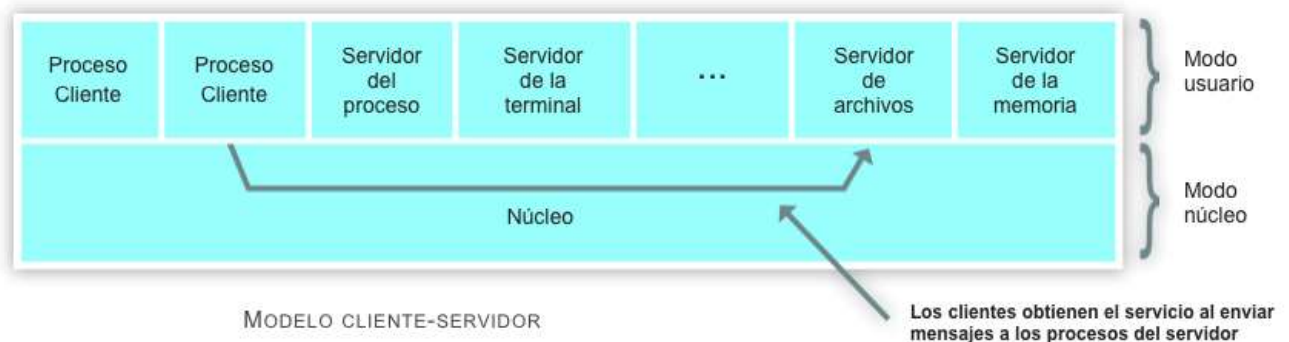 Proceso
Cliente
Proceso
Cliente
Servidor
del
proceso
Servidor
de la
terminal
...
Servidor
de
archivos
Servidor
de la
memoria
Modo
usuario
Núcleo
Modo
núcleo
MODELO CLIENTE-SERVIDOR
Los clientes obtienen el servicio al enviar
mensajes a los procesos del servidor